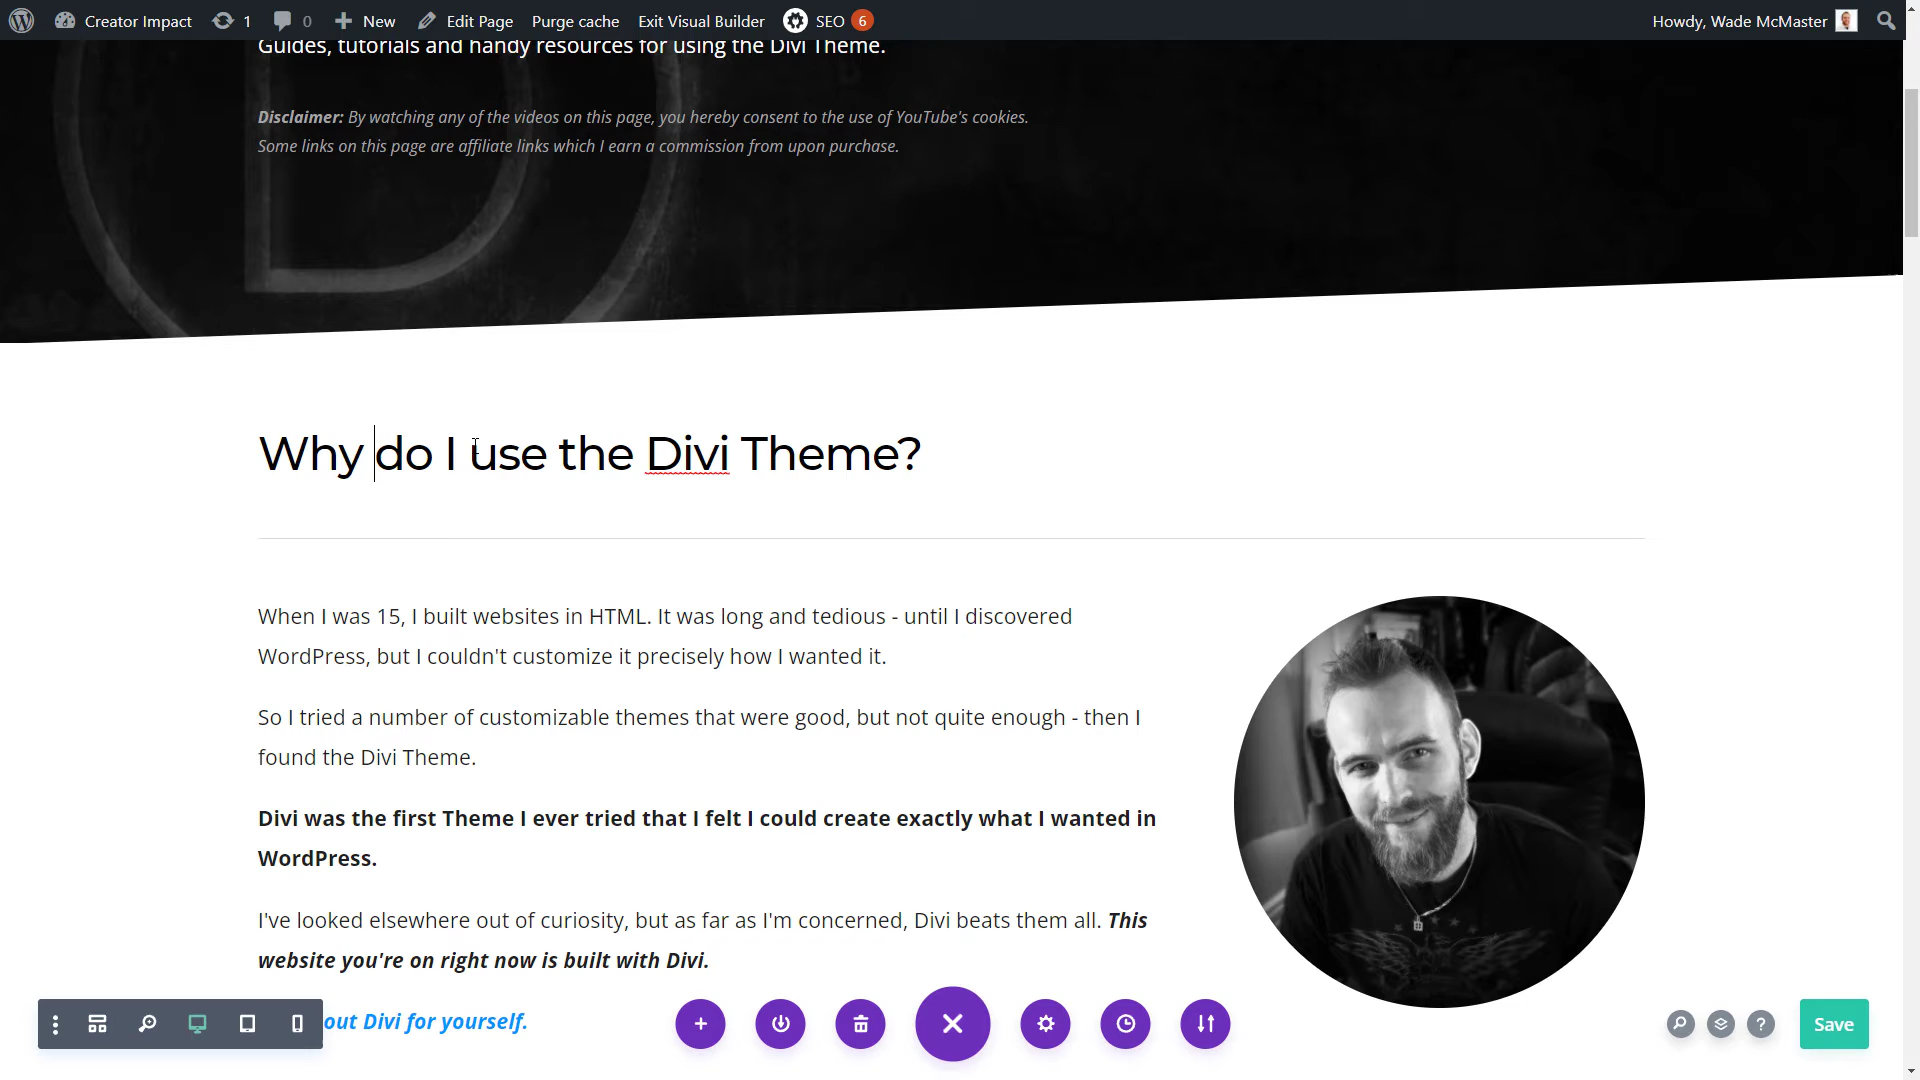 Creator Impact 1 0 New Edit Page Purge cache Exit Visual Builder SEO 6 Howdy, Wade McMaster
Guides, tutorials and handy resources for using the Divi Theme.
Disclaimer: By watching any of the videos on this page, you hereby consent to the use of YouTube's cookies.
Some links on this page are affiliate links which I earn a commission from upon purchase.
Why do I use the Divi Theme?
When I was 15, I built websites in HTML. It was long and tedious - until I discovered
WordPress, but I couldn't customize it precisely how I wanted it.
So I tried a number of customizable themes that were good, but not quite enough - then I
found the Divi Theme.
Divi was the first Theme I ever tried that I felt I could create exactly what I wanted in
WordPress.
I've looked elsewhere out of curiosity, but as far as I'm concerned, Divi beats them all. This
website you're on right now is built with Divi.
out Divi for yourself.
? Save